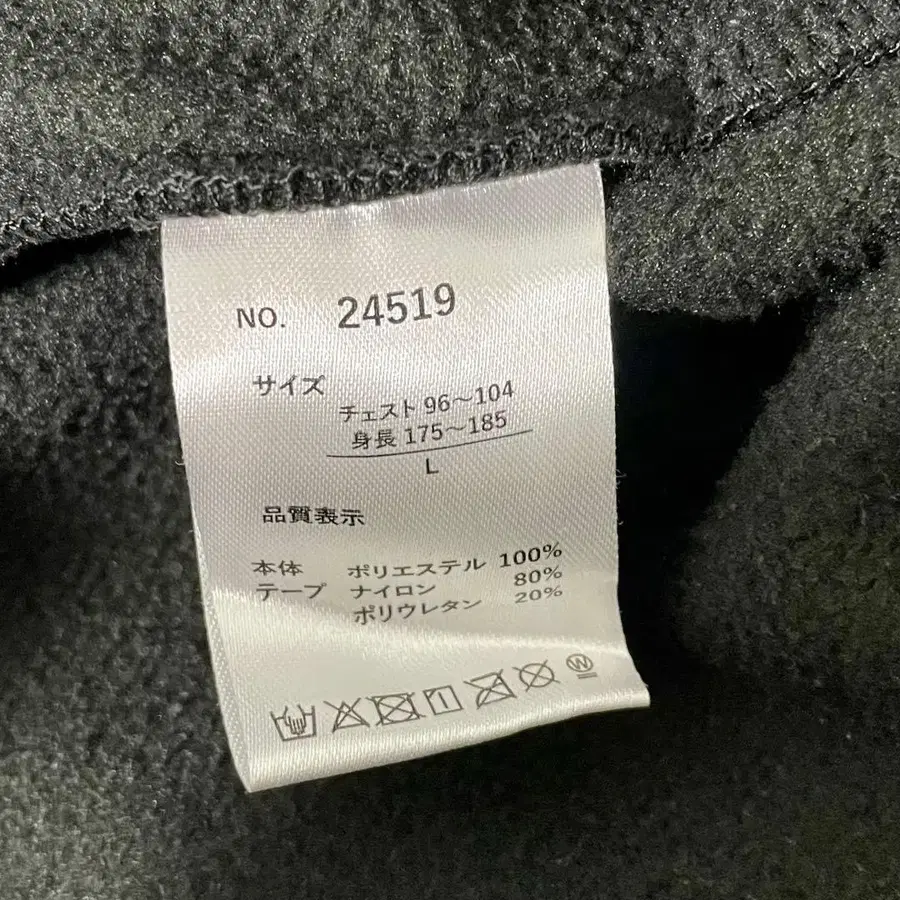 NO. 24519
サイズ
チェスト 96～104
身長 175～185
L
品質表示
本体 ポリエステル 100%
テープ ナイロン 80%
ポリウレタン 20%
W